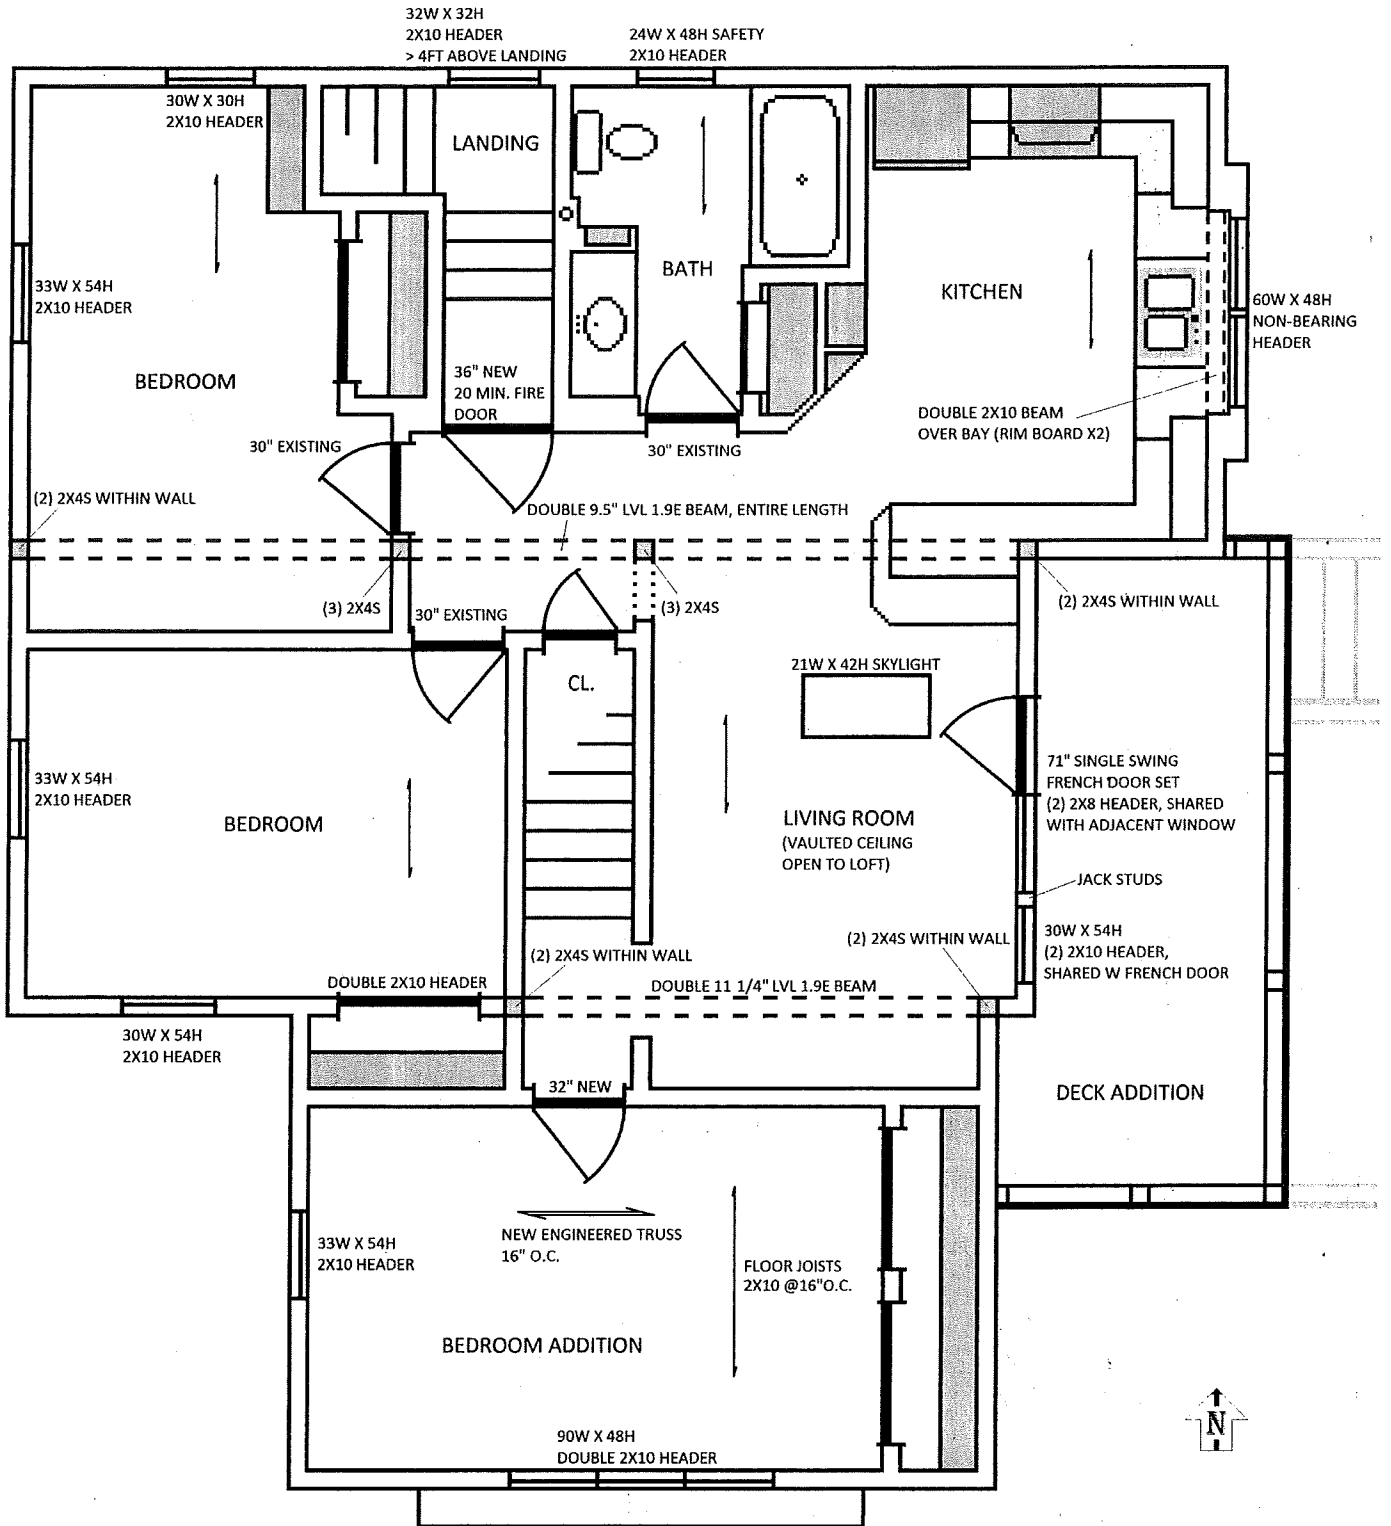 32W X 32H
2X10 HEADER
> 4FT ABOVE LANDING
24W X 48H SAFETY
2X10 HEADER
30W X 30H
2X10 HEADER
LANDING
BATH
KITCHEN
33W X 54H
2X10 HEADER
60W X 48H
NON-BEARING
HEADER
BEDROOM
36" NEW
20 MIN. FIRE
DOOR
DOUBLE 2X10 BEAM
OVER BAY (RIM BOARD X2)
30" EXISTING
30" EXISTING
(2) 2X4S WITHIN WALL
DOUBLE 9.5" LVL 1.9E BEAM, ENTIRE LENGTH
(3) 2X4S
30" EXISTING
(3) 2X4S
(2) 2X4S WITHIN WALL
21W X 42H SKYLIGHT
CL.
33W X 54H
2X10 HEADER
BEDROOM
LIVING ROOM
(VAULTED CEILING
OPEN TO LOFT)
71" SINGLE SWING
FRENCH DOOR SET
(2) 2X8 HEADER, SHARED
WITH ADJACENT WINDOW
JACK STUDS
30W X 54H
(2) 2X10 HEADER,
SHARED W FRENCH DOOR
(2) 2X4S WITHIN WALL
(2) 2X4S WITHIN WALL
DOUBLE 2X10 HEADER
DOUBLE 11 1/4" LVL 1.9E BEAM
30W X 54H
2X10 HEADER
32" NEW
DECK ADDITION
33W X 54H
2X10 HEADER
NEW ENGINEERED TRUSS
16" O.C.
FLOOR JOISTS
2X10 @16"O.C.
BEDROOM ADDITION
90W X 48H
DOUBLE 2X10 HEADER
N